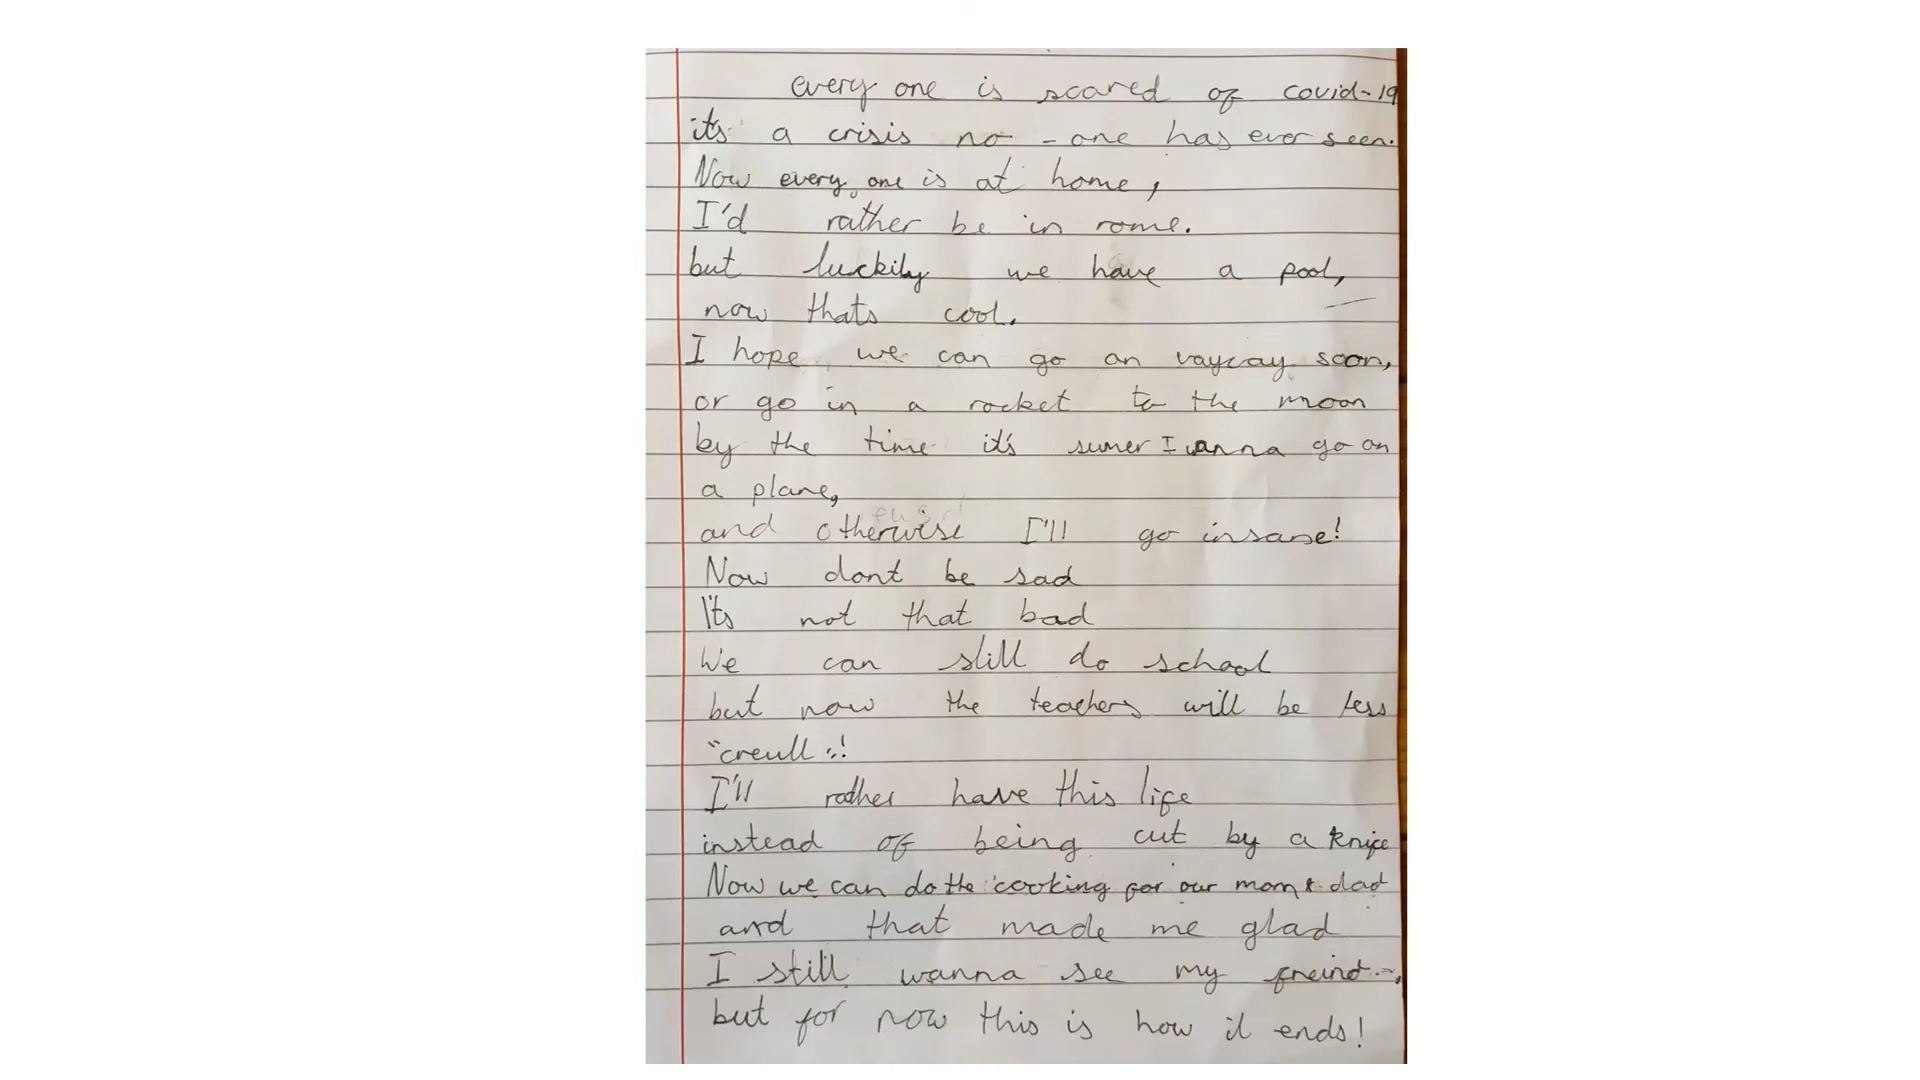 every one is scared of covid-19
it's a crisis no-one has ever seen.
Now every one is at home,
I'd rather be in rome.
but luckily we have a pool,
now thats cool.
I hope we can go on vaycay soon,
or go in a rocket to the moon
by the time it's sumer I wanna go on
a plane,
and otherwise I'll go insane!
Now dont be sad
It's not that bad
We can still do school
but now the teachers will be less
"creull"!
I'll rather have this life
instead of being cut by a knife
Now we can do the cooking for our mom & dad
and that made me glad
I still wanna see my
but for now this is how it ends!